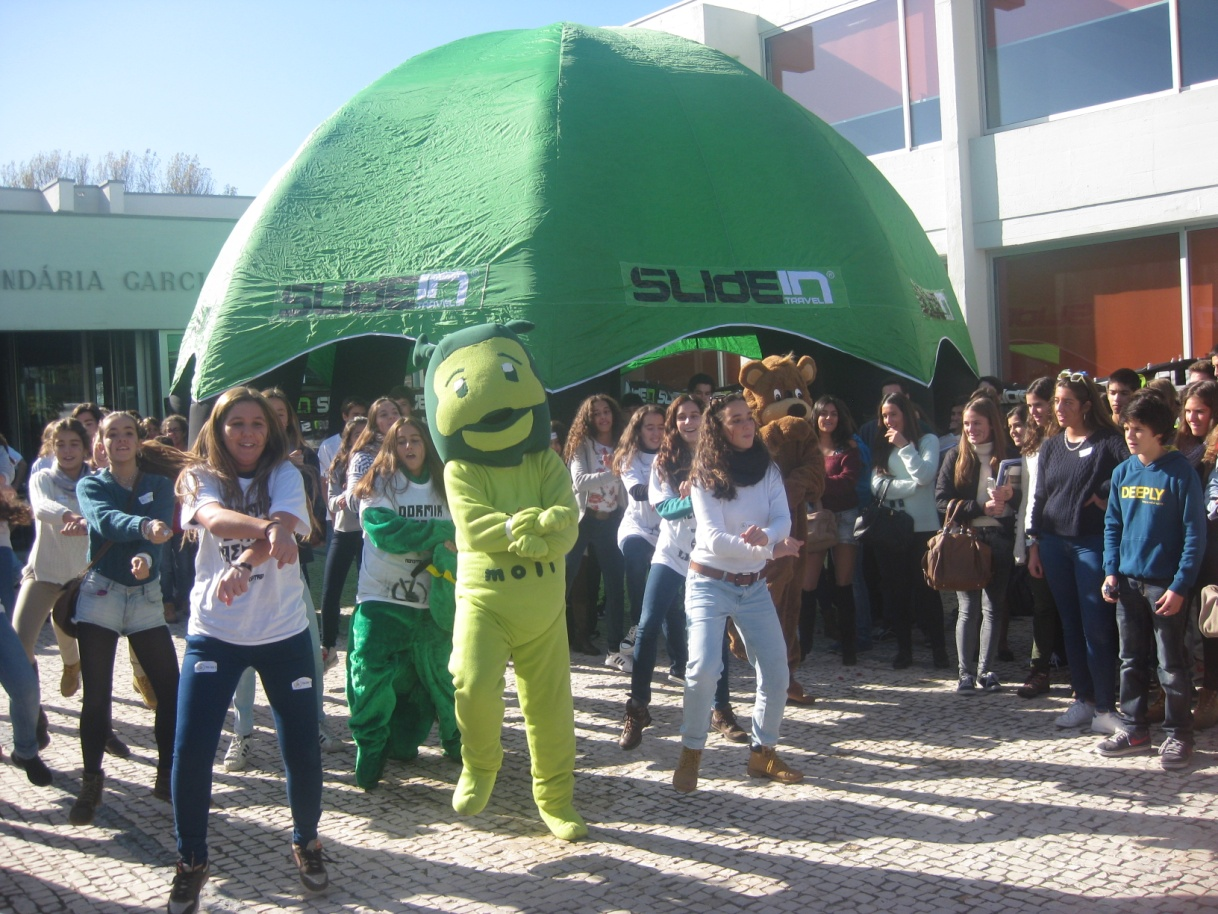 NDÁRIA GARCI
SLIDEIN
TRAVEL
SLIDEIN®
TRAVEL
DORMIR
moli
DEEPLY